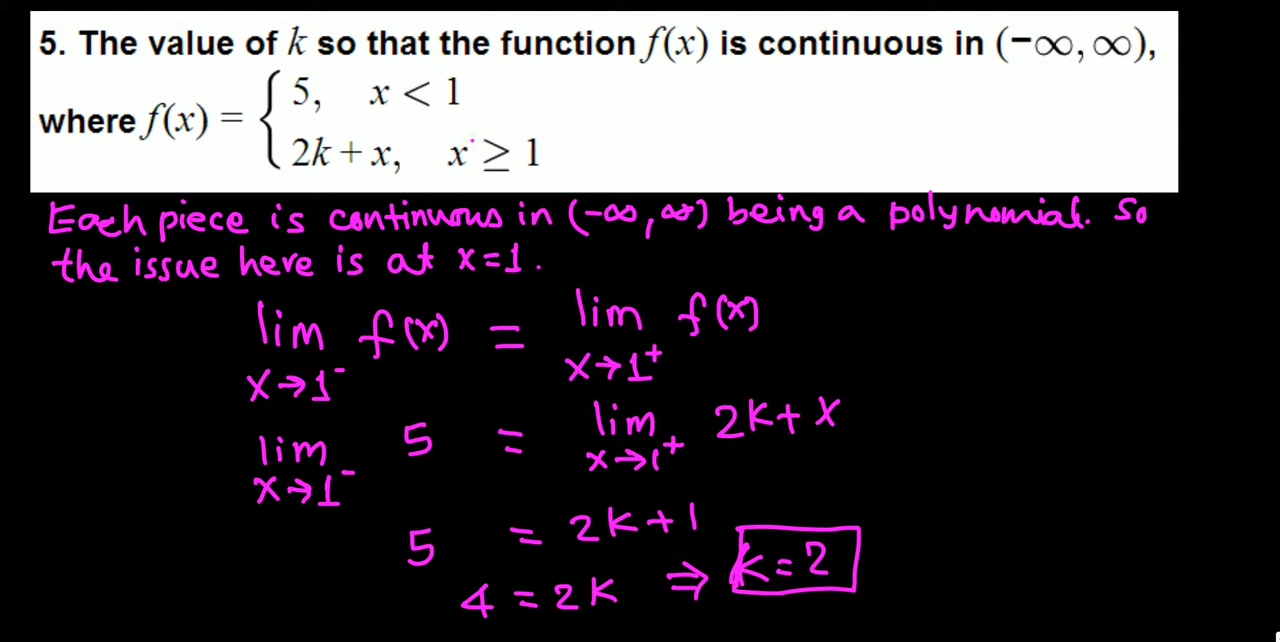 5. The value of k so that the function f(x) is continuous in (−∞, ∞),
where f(x) = { 5, x < 1
2k + x, x ≥ 1
Each piece is continuous in (-∞, ∞) being a polynomial. So
the issue here is at x=1.
lim x→1⁻ f(x) = lim x→1⁺ f(x)
lim x→1⁻ 5 = lim x→1⁺ 2k+x
5 = 2k+1
4 = 2k ⇒ k=2